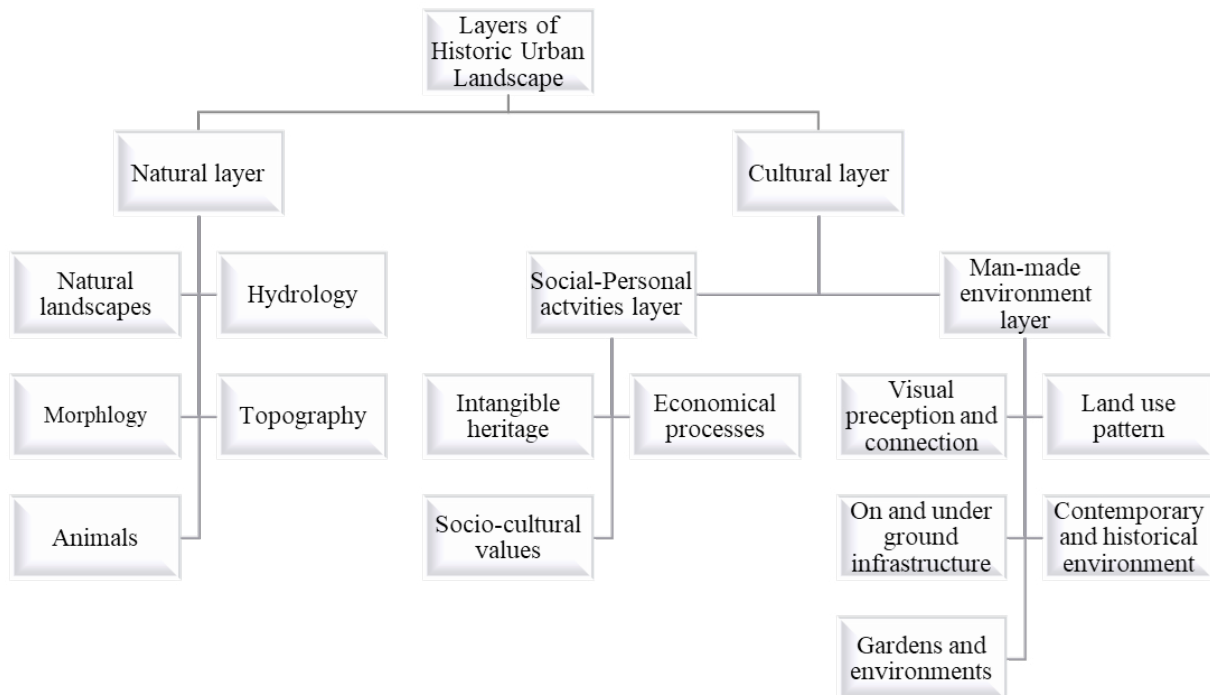 Layers of
Historic Urban
Landscape
Natural layer
Cultural layer
Natural
landscapes
Hydrology
Social-Personal
actvities layer
Man-made
environment
layer
Morphlogy
Topography
Intangible
heritage
Economical
processes
Visual
preception and
connection
Land use
pattern
Animals
Socio-cultural
values
On and under
ground
infrastructure
Contemporary
and historical
environment
Gardens and
environments